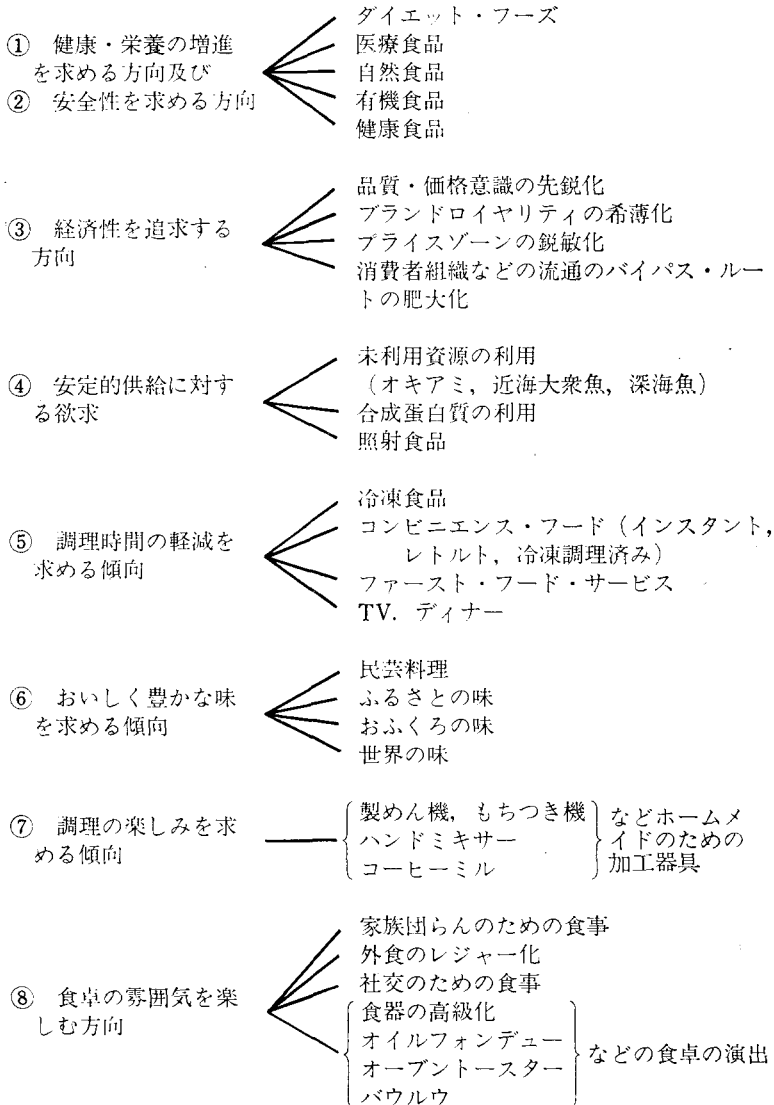 ① 健康・栄養の増進
を求める方向及び
② 安全性を求める方向
ダイエット・フーズ
医療食品
自然食品
有機食品
健康食品
③ 経済性を追求する
方向
品質・価格意識の先鋭化
ブランドロイヤリティの希薄化
プライスゾーンの鋭敏化
消費者組織などの流通のバイパス・ルー
トの肥大化
④ 安定的供給に対す
る欲求
未利用資源の利用
(オキアミ,近海大衆魚,深海魚)
合成蛋白質の利用
照射食品
⑤ 調理時間の軽減を
求める傾向
冷凍食品
コンビニエンス・フード(インスタント,
レトルト、冷凍調理済み)
ファースト・フード・サービス
TV. ディナー
⑥ おいしく豊かな味
を求める傾向
民芸料理
ふるさとの味
おふくろの味
世界の味
⑦ 調理の楽しみを求
める傾向
製めん機,もちつき機
ハンドミキサー
コーヒーミル
などホームメ
イドのための
加工器具
⑧ 食卓の雰囲気を楽
しむ方向
家族団らんのための食事
外食のレジャー化
社交のための食事
食器の高級化
オイルフォンデュー
オーブントースター
バウルウ
などの食卓の演出